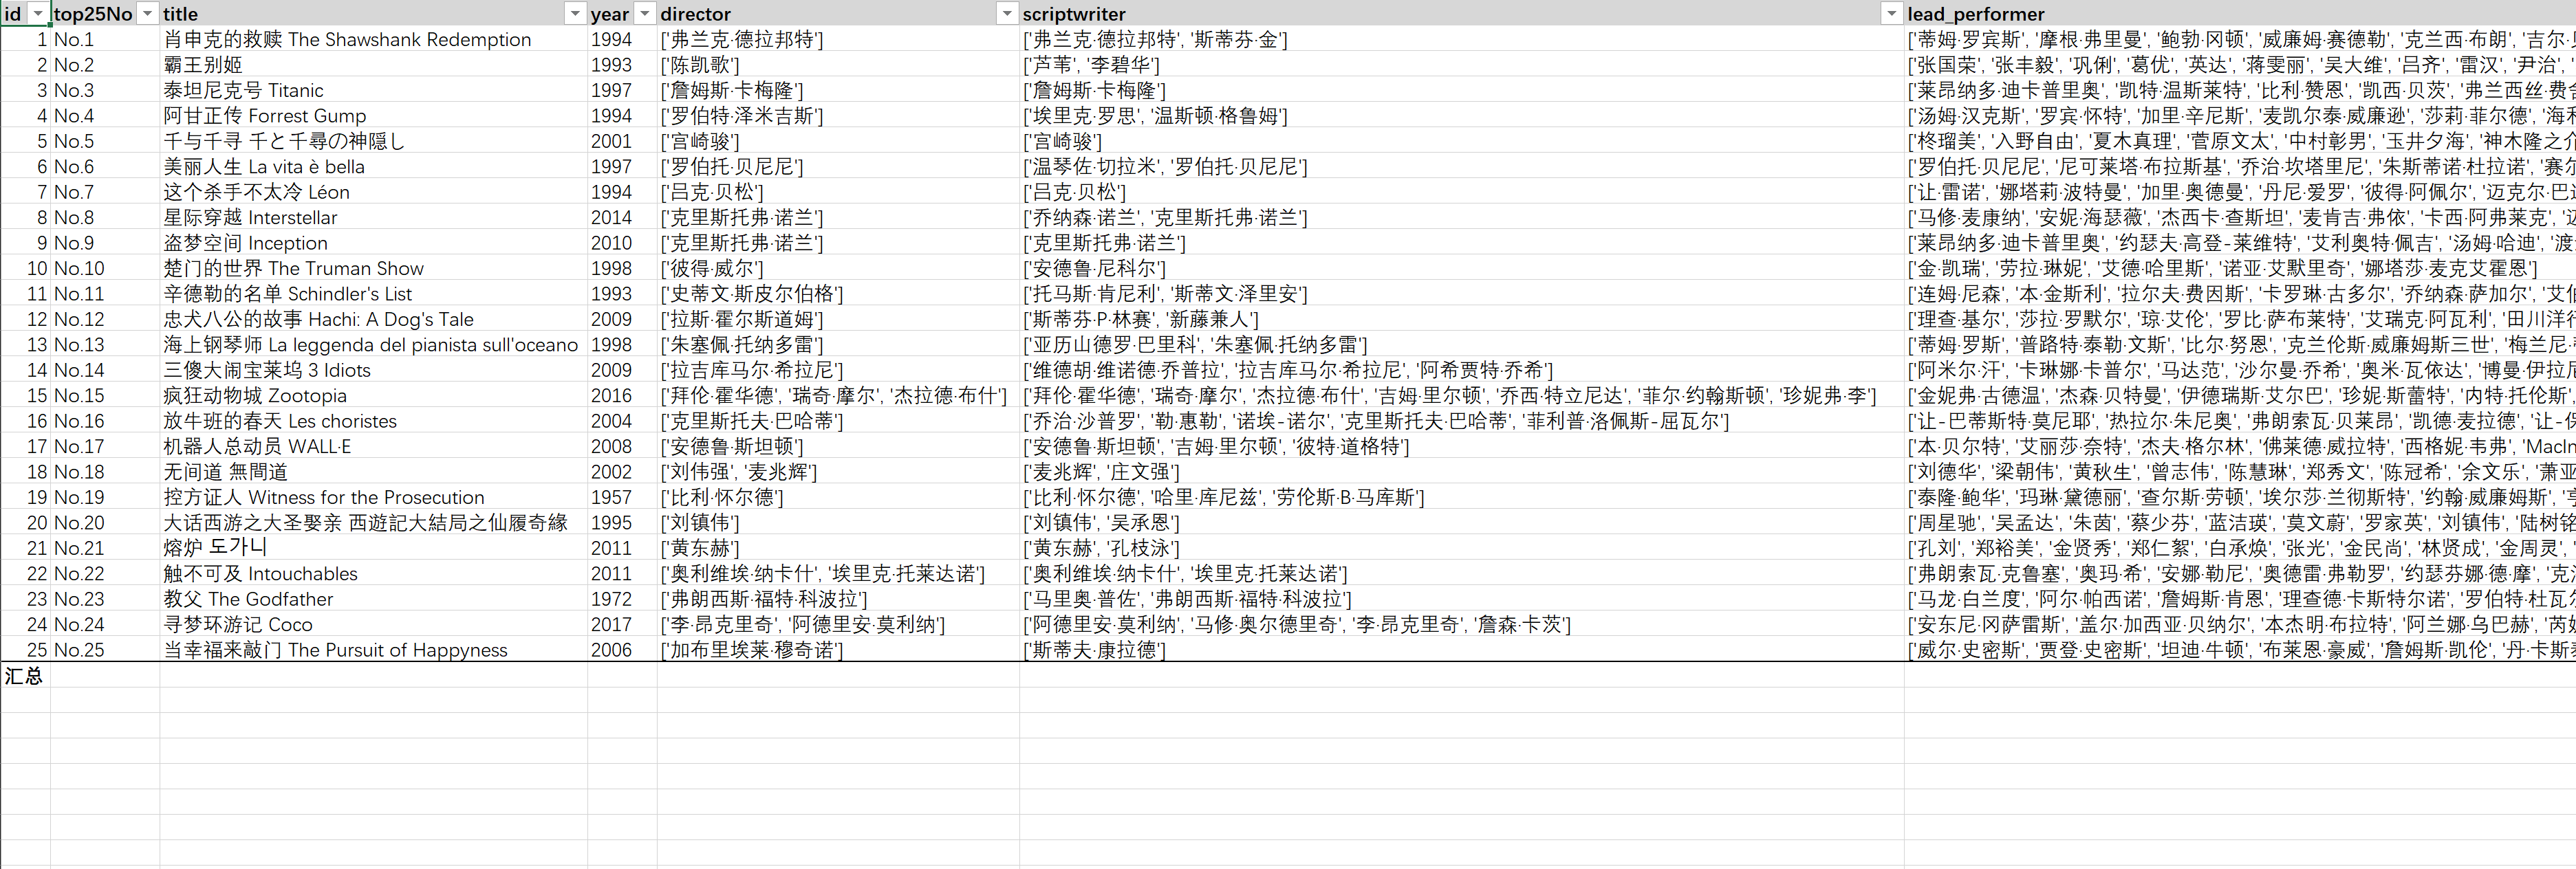 id top25No title year director scriptwriter lead_performer
1 No.1 肖申克的救赎 The Shawshank Redemption 1994 ['弗兰克·德拉邦特'] ['弗兰克·德拉邦特', '斯蒂芬·金'] ['蒂姆·罗宾斯', '摩根·弗里曼', '鲍勃·冈顿', '威廉姆·赛德勒', '克兰西·布朗', '吉尔·
2 No.2 霸王别姬 1993 ['陈凯歌'] ['芦苇', '李碧华'] ['张国荣', '张丰毅', '巩俐', '葛优', '英达', '蒋雯丽', '吴大维', '吕齐', '雷汉', '尹治', '
3 No.3 泰坦尼克号 Titanic 1997 ['詹姆斯·卡梅隆'] ['詹姆斯·卡梅隆'] ['莱昂纳多·迪卡普里奥', '凯特·温斯莱特', '比利·赞恩', '凯西·贝茨', '弗兰西丝·费
4 No.4 阿甘正传 Forrest Gump 1994 ['罗伯特·泽米吉斯'] ['埃里克·罗思', '温斯顿·格鲁姆'] ['汤姆·汉克斯', '罗宾·怀特', '加里·辛尼斯', '麦凯尔泰·威廉逊', '莎莉·菲尔德', '海
5 No.5 千与千寻 千と千尋の神隠し 2001 ['宫崎骏'] ['宫崎骏'] ['柊瑠美', '入野自由', '夏木真理', '菅原文太', '中村彰男', '玉井夕海', '神木隆之
6 No.6 美丽人生 La vita è bella 1997 ['罗伯托·贝尼尼'] ['温琴佐·切拉米', '罗伯托·贝尼尼'] ['罗伯托·贝尼尼', '尼可莱塔·布拉斯基', '乔治·坎塔里尼', '朱斯蒂诺·杜拉诺', '赛
7 No.7 这个杀手不太冷 Léon 1994 ['吕克·贝松'] ['吕克·贝松'] ['让·雷诺', '娜塔莉·波特曼', '加里·奥德曼', '丹尼·爱罗', '彼得·阿佩尔', '迈克尔·巴
8 No.8 星际穿越 Interstellar 2014 ['克里斯托弗·诺兰'] ['乔纳森·诺兰', '克里斯托弗·诺兰'] ['马修·麦康纳', '安妮·海瑟薇', '杰西卡·查斯坦', '麦肯吉·弗依', '卡西·阿弗莱克', '
9 No.9 盗梦空间 Inception 2010 ['克里斯托弗·诺兰'] ['克里斯托弗·诺兰'] ['莱昂纳多·迪卡普里奥', '约瑟夫·高登-莱维特', '艾利奥特·佩吉', '汤姆·哈迪', '渡
10 No.10 楚门的世界 The Truman Show 1998 ['彼得·威尔'] ['安德鲁·尼科尔'] ['金·凯瑞', '劳拉·琳妮', '艾德·哈里斯', '诺亚·艾默里奇', '娜塔莎·麦克艾霍恩']
11 No.11 辛德勒的名单 Schindler's List 1993 ['史蒂文·斯皮尔伯格'] ['托马斯·肯尼利', '斯蒂文·泽里安'] ['连姆·尼森', '本·金斯利', '拉尔夫·费因斯', '卡罗琳·古多尔', '乔纳森·萨加尔', '艾
12 No.12 忠犬八公的故事 Hachi: A Dog's Tale 2009 ['拉斯·霍尔斯道姆'] ['斯蒂芬·P·林赛', '新藤兼人'] ['理查·基尔', '莎拉·罗默尔', '琼·艾伦', '罗比·萨布莱特', '艾瑞克·阿瓦利', '田川洋
13 No.13 海上钢琴师 La leggenda del pianista sull'oceano 1998 ['朱塞佩·托纳多雷'] ['亚历山德罗·巴里科', '朱塞佩·托纳多雷'] ['蒂姆·罗斯', '普路特·泰勒·文斯', '比尔·努恩', '克兰伦斯·威廉姆斯三世', '梅兰尼·
14 No.14 三傻大闹宝莱坞 3 Idiots 2009 ['拉吉库马尔·希拉尼'] ['维德胡·维诺德·乔普拉', '拉吉库马尔·希拉尼', '阿希贾特·乔希'] ['阿米尔·汗', '卡琳娜·卡普尔', '马达范', '沙尔曼·乔希', '奥米·瓦依达', '博曼·伊拉
15 No.15 疯狂动物城 Zootopia 2016 ['拜伦·霍华德', '瑞奇·摩尔', '杰拉德·布什'] ['拜伦·霍华德', '瑞奇·摩尔', '杰拉德·布什', '吉姆·里尔顿', '乔西·特立尼达', '菲尔·约翰斯顿', '珍妮弗·李'] ['金妮弗·古德温', '杰森·贝特曼', '伊德瑞斯·艾尔巴', '珍妮·斯蕾特', '内特·托伦斯',
16 No.16 放牛班的春天 Les choristes 2004 ['克里斯托夫·巴哈蒂'] ['乔治·沙普罗', '勒·惠勒', '诺埃-诺尔', '克里斯托夫·巴哈蒂', '菲利普·洛佩斯-屈瓦尔'] ['让-巴蒂斯特·莫尼耶', '热拉尔·朱尼奥', '弗朗索瓦·贝莱昂', '凯德·麦拉德', '让-
17 No.17 机器人总动员 WALL·E 2008 ['安德鲁·斯坦顿'] ['安德鲁·斯坦顿', '吉姆·里尔顿', '彼特·道格特'] ['本·贝尔特', '艾丽莎·奈特', '杰夫·格尔林', '佛莱德·威拉特', '西格妮·韦弗', 'MacIn
18 No.18 无间道 無間道 2002 ['刘伟强', '麦兆辉'] ['麦兆辉', '庄文强'] ['刘德华', '梁朝伟', '黄秋生', '曾志伟', '陈慧琳', '郑秀文', '陈冠希', '余文乐', '萧亚
19 No.19 控方证人 Witness for the Prosecution 1957 ['比利·怀尔德'] ['比利·怀尔德', '哈里·库尼兹', '劳伦斯·B·马库斯'] ['泰隆·鲍华', '玛琳·黛德丽', '查尔斯·劳顿', '埃尔莎·兰彻斯特', '约翰·威廉姆斯', '
20 No.20 大话西游之大圣娶亲 西遊記大結局之仙履奇緣 1995 ['刘镇伟'] ['刘镇伟', '吴承恩'] ['周星驰', '吴孟达', '朱茵', '蔡少芬', '蓝洁瑛', '莫文蔚', '罗家英', '刘镇伟', '陆树铭
21 No.21 熔炉 도가니 2011 ['黄东赫'] ['黄东赫', '孔枝泳'] ['孔刘', '郑裕美', '金贤秀', '郑仁絮', '白承焕', '张光', '金民尚', '林贤成', '金周灵', '
22 No.22 触不可及 Intouchables 2011 ['奥利维埃·纳卡什', '埃里克·托莱达诺'] ['奥利维埃·纳卡什', '埃里克·托莱达诺'] ['弗朗索瓦·克鲁塞', '奥玛·希', '安娜·勒尼', '奥德雷·弗勒罗', '约瑟芬娜·德·摩', '克
23 No.23 教父 The Godfather 1972 ['弗朗西斯·福特·科波拉'] ['马里奥·普佐', '弗朗西斯·福特·科波拉'] ['马龙·白兰度', '阿尔·帕西诺', '詹姆斯·肯恩', '理查德·卡斯特尔诺', '罗伯特·杜瓦
24 No.24 寻梦环游记 Coco 2017 ['李·昂克里奇', '阿德里安·莫利纳'] ['阿德里安·莫利纳', '马修·奥尔德里奇', '李·昂克里奇', '詹森·卡茨'] ['安东尼·冈萨雷斯', '盖尔·加西亚·贝纳尔', '本杰明·布拉特', '阿兰娜·乌巴赫', '芮
25 No.25 当幸福来敲门 The Pursuit of Happyness 2006 ['加布里埃莱·穆奇诺'] ['斯蒂夫·康拉德'] ['威尔·史密斯', '贾登·史密斯', '坦迪·牛顿', '布莱恩·豪威', '詹姆斯·凯伦', '丹·卡斯
汇总